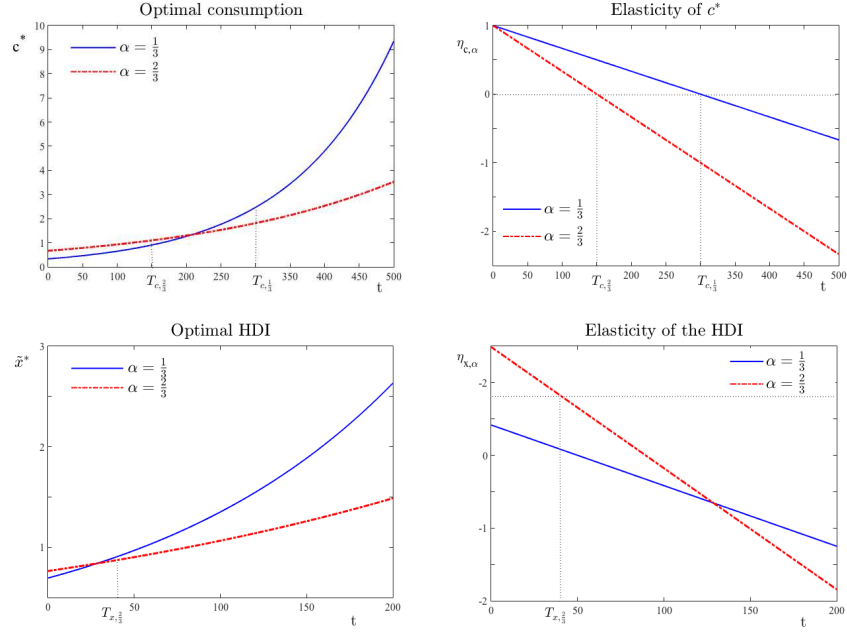 Optimal consumption
c*
10
9
8
7
6
5
4
3
2
1
0
α = 1/3
α = 2/3
0 50 100 150 200 250 300 350 400 450 500
T_{c,2/3} T_{c,1/3} t
Elasticity of c*
η_{c,α}
1
0
-1
-2
α = 1/3
α = 2/3
0 50 100 150 200 250 300 350 400 450 500
T_{c,2/3} T_{c,1/3} t
Optimal HDI
x̃*
3
2
1
α = 1/3
α = 2/3
0 50 100 150 200
T_{x,2/3} t
Elasticity of the HDI
η_{x,α}
-2
0
-1
-2
α = 1/3
α = 2/3
0 50 100 150 200
T_{x,2/3} t